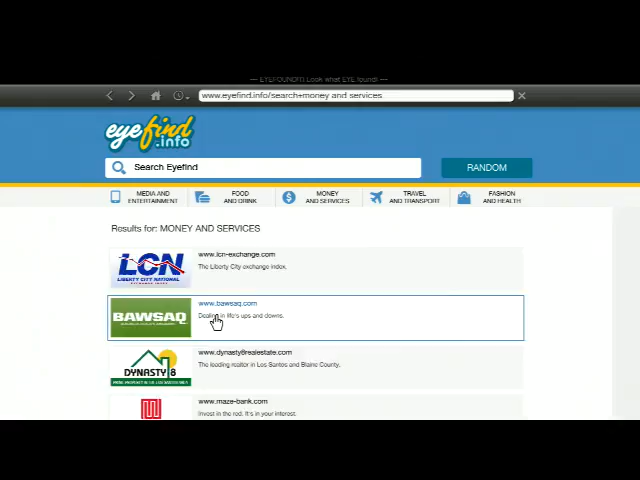 --- EYEFOUNDIT! Look what EYE found! ---
www.eyefind.info/search=money and services
eyefind
.info
Search Eyefind
RANDOM
MEDIA AND
ENTERTAINMENT
FOOD
AND DRINK
MONEY
AND SERVICES
TRAVEL
AND TRANSPORT
FASHION
AND HEALTH
Results for: MONEY AND SERVICES
LCN
LIBERTY CITY NATIONAL
www.lcn-exchange.com
The Liberty City exchange index.
BAWSAQ
www.bawsaq.com
Dealing in life's ups and downs.
DYNASTY 8
www.dynasty8realestate.com
The leading realtor in Los Santos and Blaine County.
www.maze-bank.com
Invest in the red. It's in your interest.